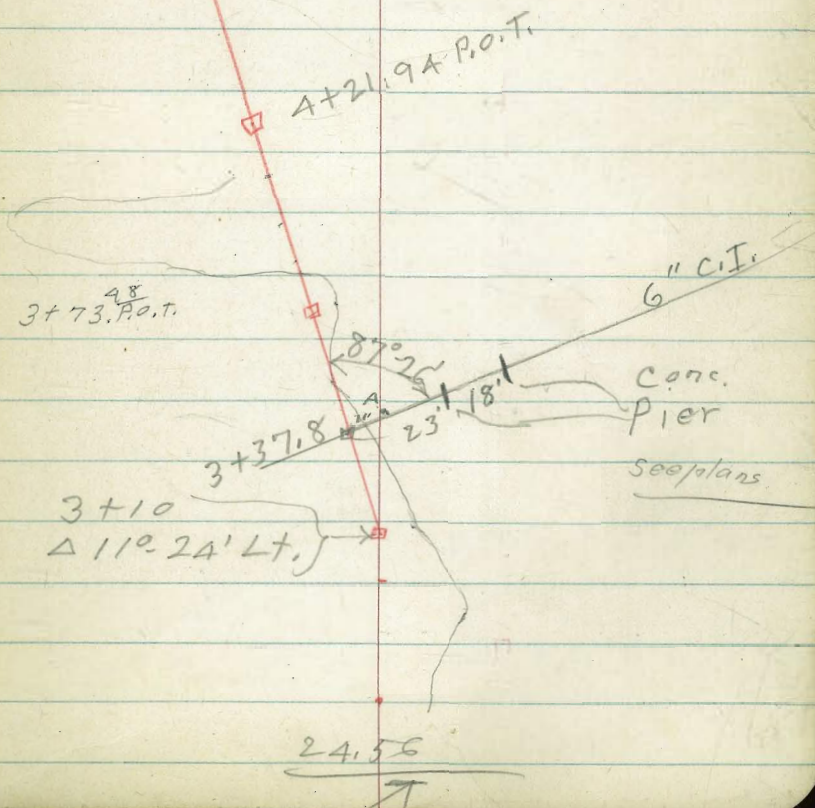 4+21.94 P.O.T.
6" C.I.
3+73.48 P.O.T.
87°
A
23' 18'
Conc.
Pier
3+37.8
See plans
3+10
Δ 11°-24' Lt.
24.56